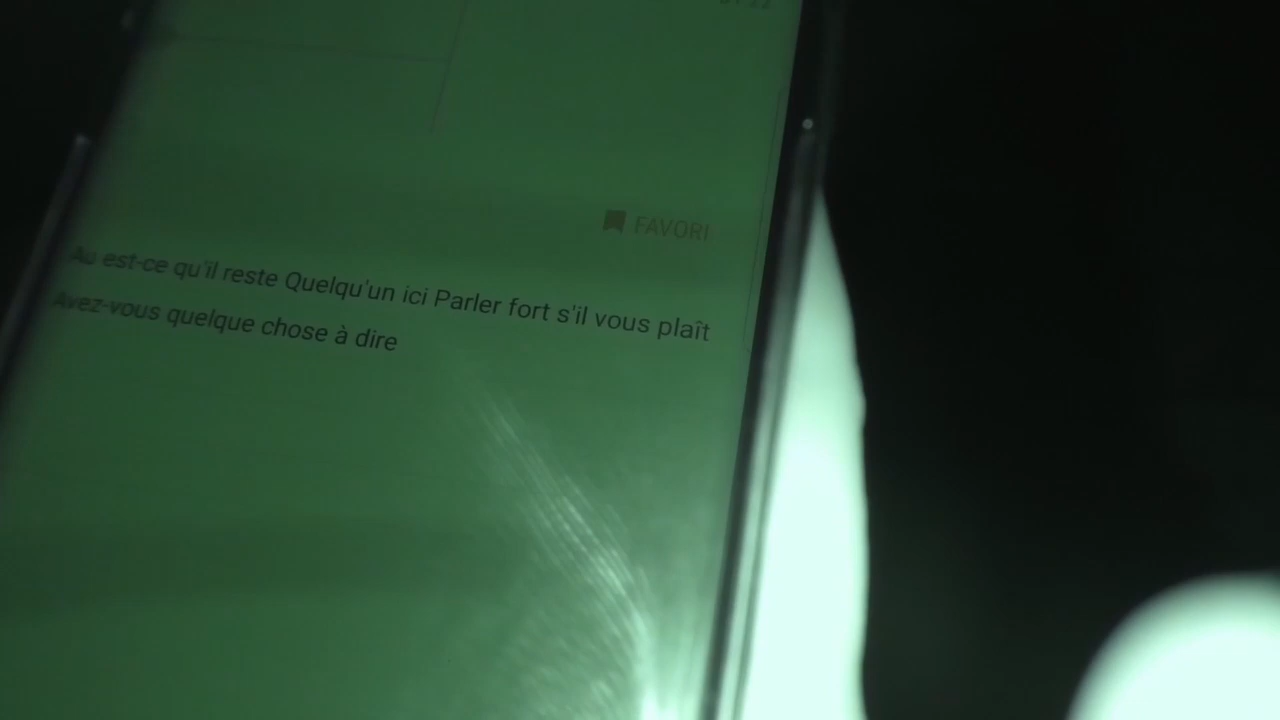 FAVORI
Au est-ce qu'il reste Quelqu'un ici Parler fort s'il vous plaît
Avez-vous quelque chose à dire